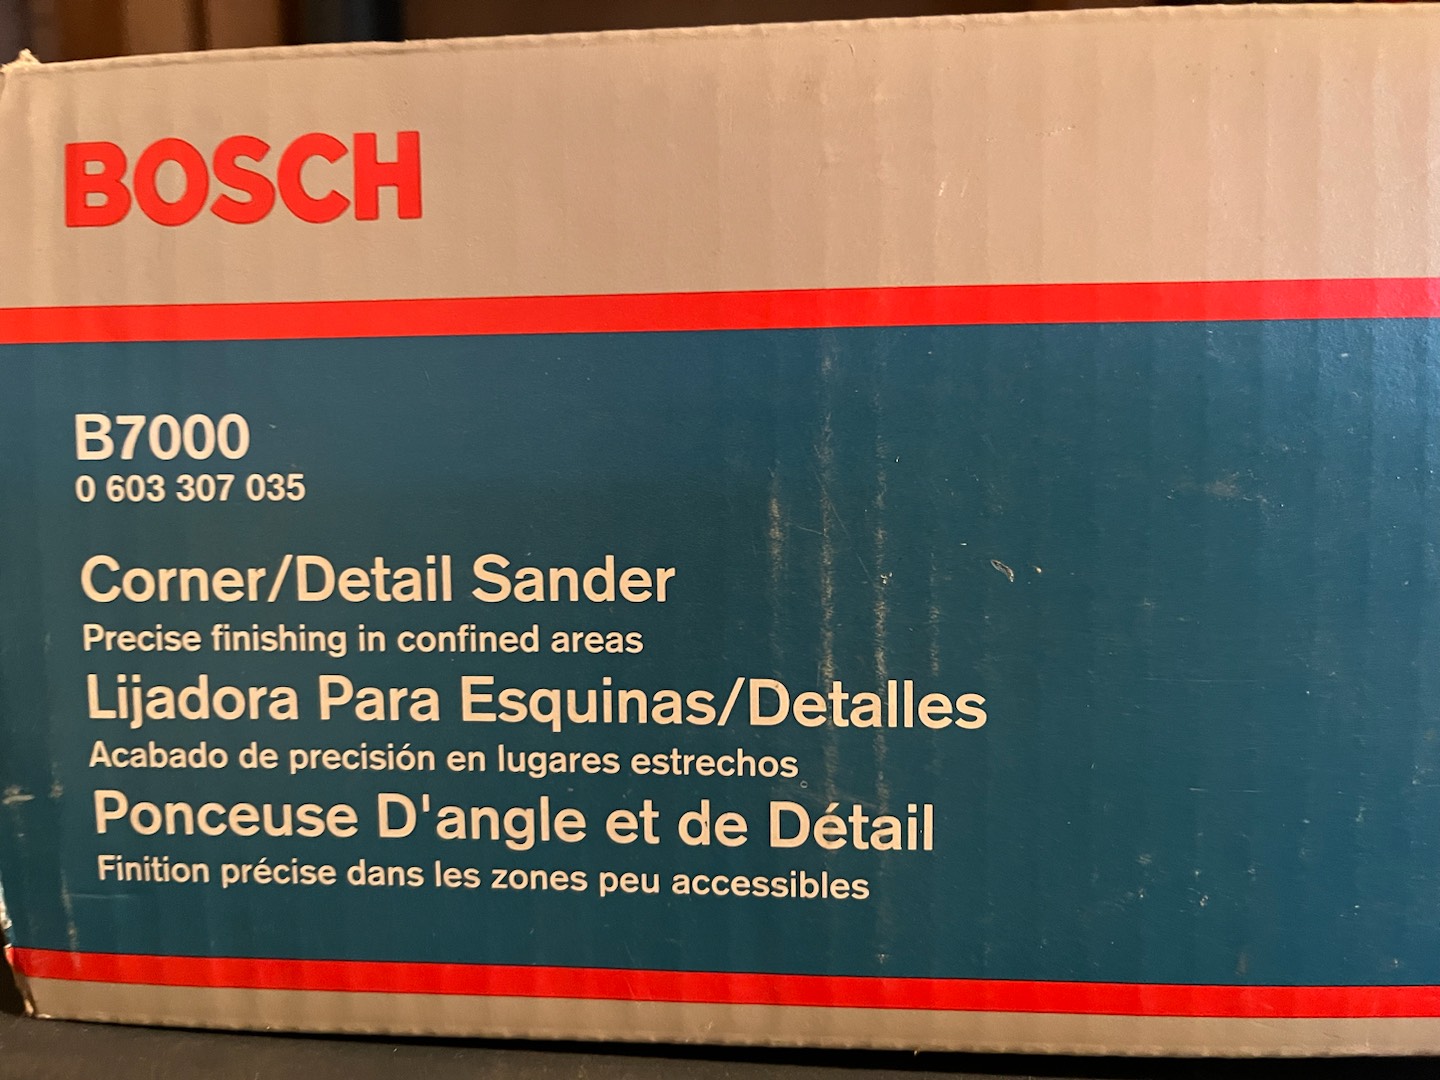 BOSCH
B7000
0 603 307 035
Corner/Detail Sander
Precise finishing in confined areas
Lijadora Para Esquinas/Detalles
Acabado de precisión en lugares estrechos
Ponceuse D'angle et de Détail
Finition précise dans les zones peu accessibles